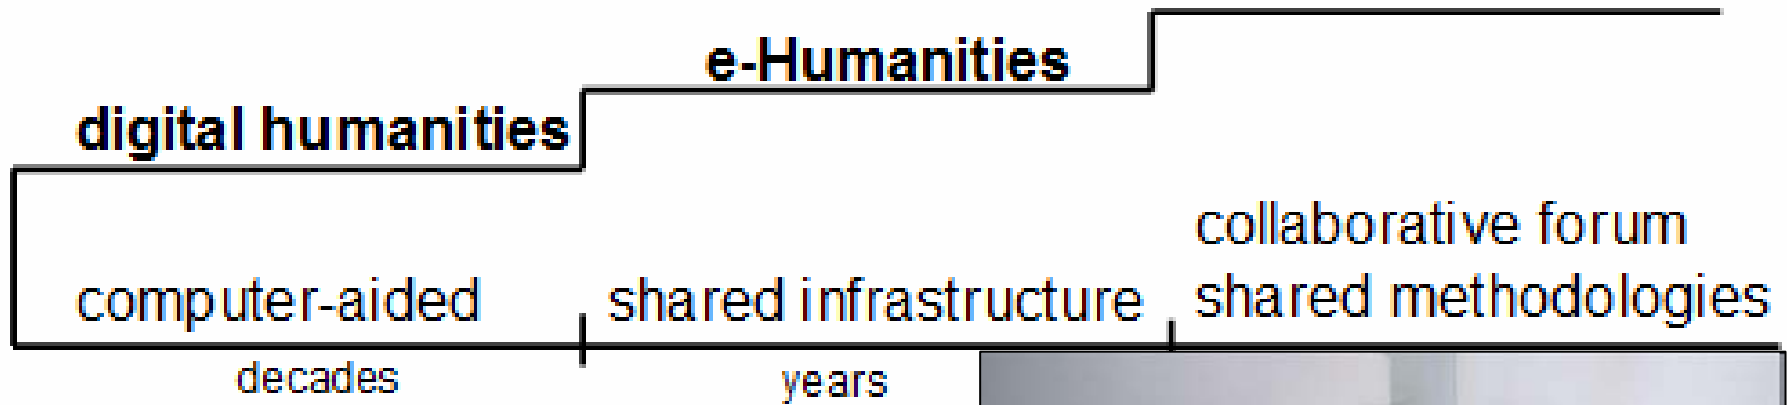 e-Humanities
digital humanities
collaborative forum
computer-aided
shared infrastructure
shared methodologies
decades
years